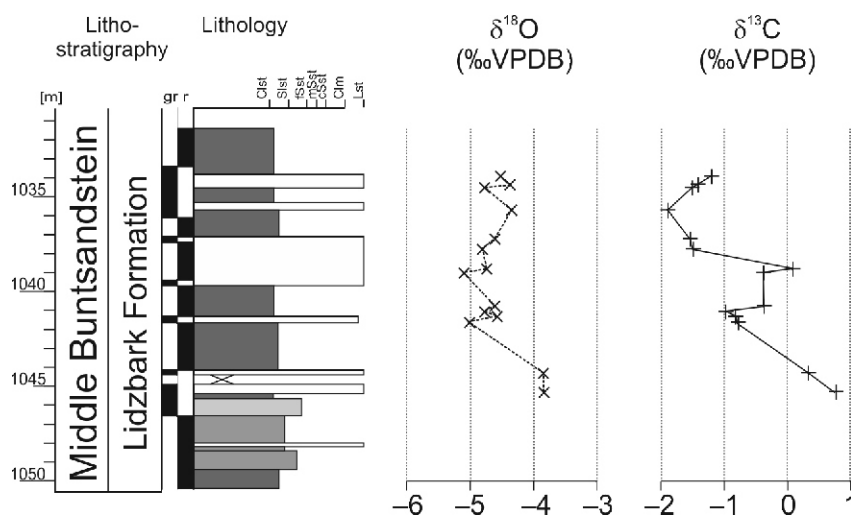 Litho-
stratigraphy
Lithology
δ¹⁸O
(‰VPDB)
δ¹³C
(‰VPDB)
[m]
gr r
Clst
Slst
fSst
mSst
cSst
Clm
Lst
1035
1040
1045
1050
Middle Buntsandstein
Lidzbark Formation
–6 –5 –4 –3
–2 –1 0 1